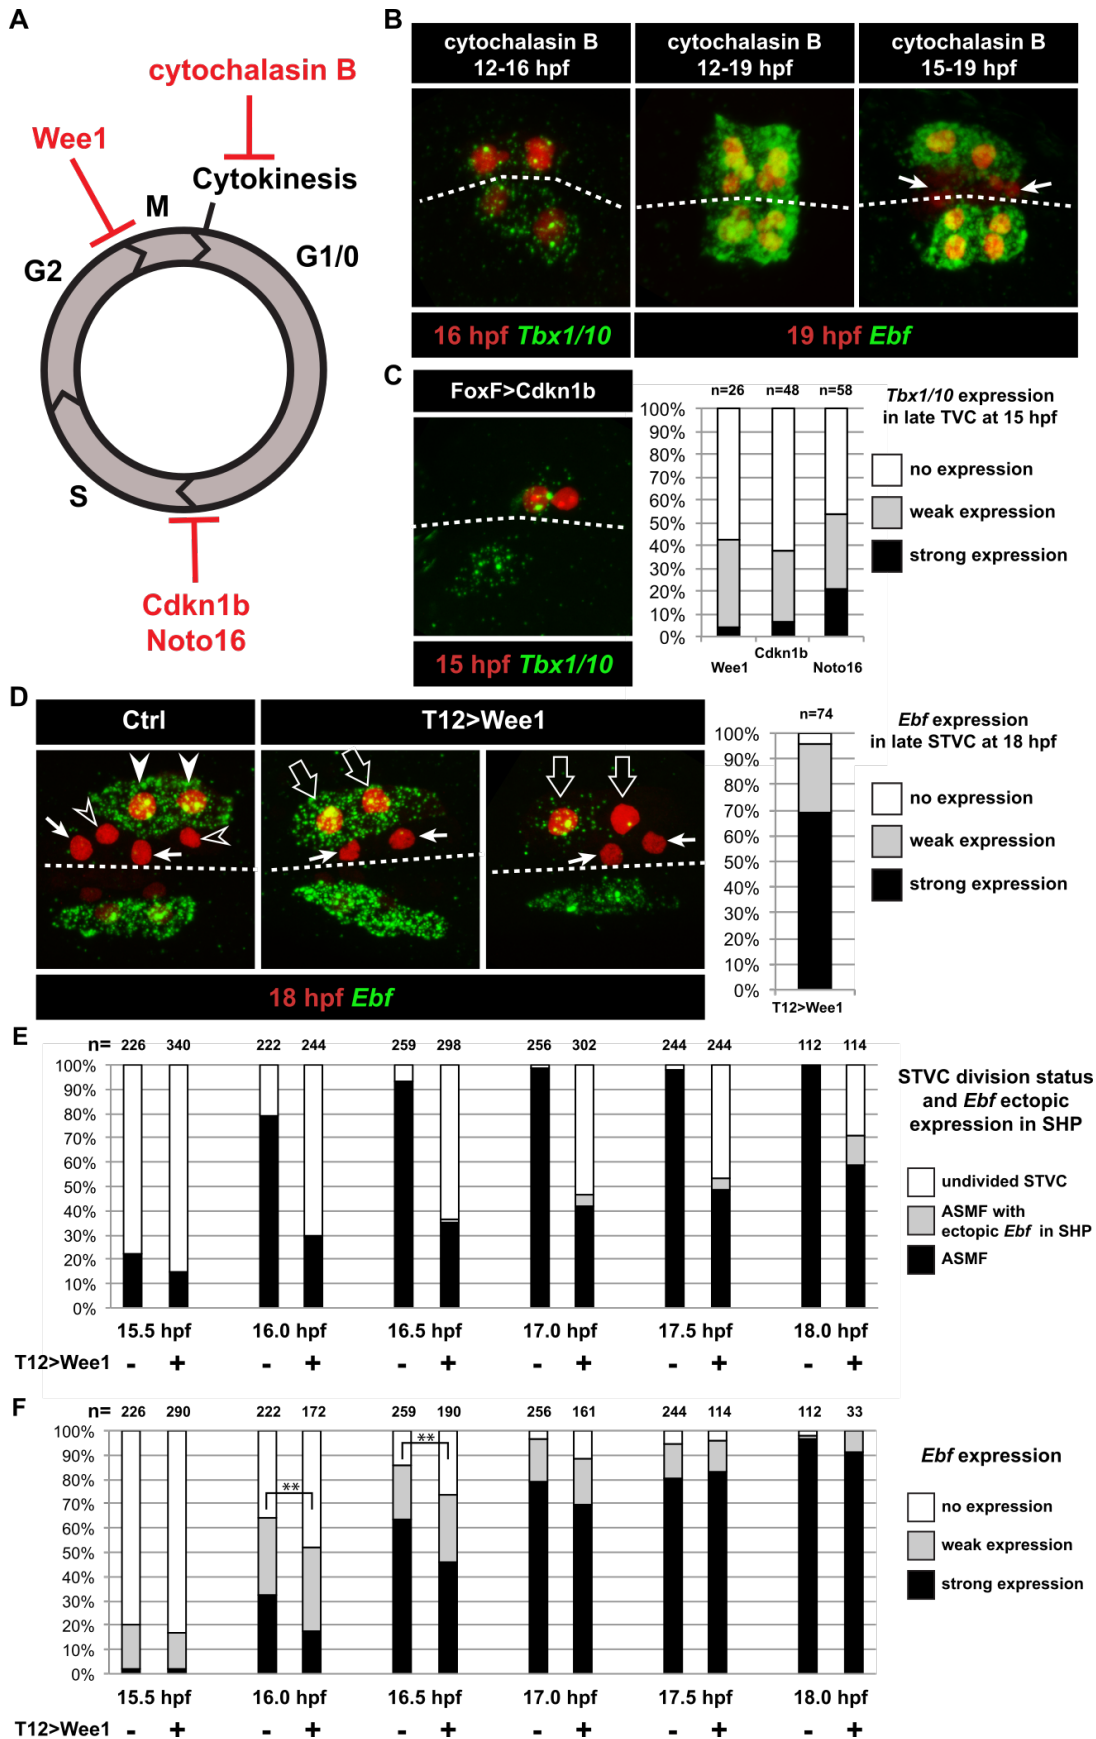 A
cytochalasin B
Wee1
Cytokinesis
M
G2
G1/0
S
Cdkn1b
Noto16
B
cytochalasin B
12-16 hpf
cytochalasin B
12-19 hpf
cytochalasin B
15-19 hpf
16 hpf Tbx1/10
19 hpf Ebf
C
FoxF>Cdkn1b
15 hpf Tbx1/10
n=26 n=48 n=58
100%
90%
80%
70%
60%
50%
40%
30%
20%
10%
0%
Wee1 Cdkn1b Noto16
Tbx1/10 expression
in late TVC at 15 hpf
no expression
weak expression
strong expression
D
Ctrl
T12>Wee1
18 hpf Ebf
n=74
100%
90%
80%
70%
60%
50%
40%
30%
20%
10%
0%
T12>Wee1
Ebf expression
in late STVC at 18 hpf
no expression
weak expression
strong expression
E
n= 226 340 222 244 259 298 256 302 244 244 112 114
100%
90%
80%
70%
60%
50%
40%
30%
20%
10%
0%
15.5 hpf 16.0 hpf 16.5 hpf 17.0 hpf 17.5 hpf 18.0 hpf
T12>Wee1 - + - + - + - + - + - +
STVC division status
and Ebf ectopic
expression in SHP
undivided STVC
ASMF with
ectopic Ebf in SHP
ASMF
F
n= 226 290 222 172 259 190 256 161 244 114 112 33
100%
90%
80%
70%
60%
50%
40%
30%
20%
10%
0%
**
**
15.5 hpf 16.0 hpf 16.5 hpf 17.0 hpf 17.5 hpf 18.0 hpf
T12>Wee1 - + - + - + - + - + - +
Ebf expression
no expression
weak expression
strong expression